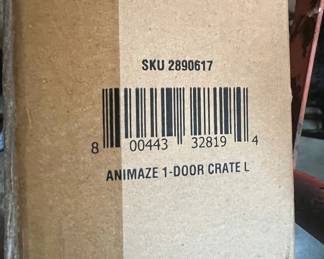 SKU 2890617
8 00443 32819 4
ANIMAZE 1-DOOR CRATE L